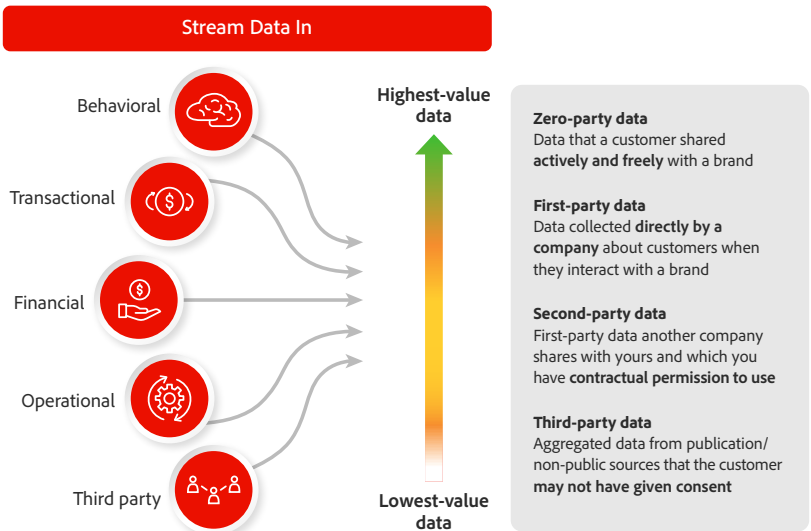 Stream Data In
Behavioral
Transactional
Financial
Operational
Third party
Highest-value
data
Lowest-value
data
Zero-party data
Data that a customer shared
actively and freely with a brand
First-party data
Data collected directly by a
company about customers when
they interact with a brand
Second-party data
First-party data another company
shares with yours and which you
have contractual permission to use
Third-party data
Aggregated data from publication/
non-public sources that the customer
may not have given consent